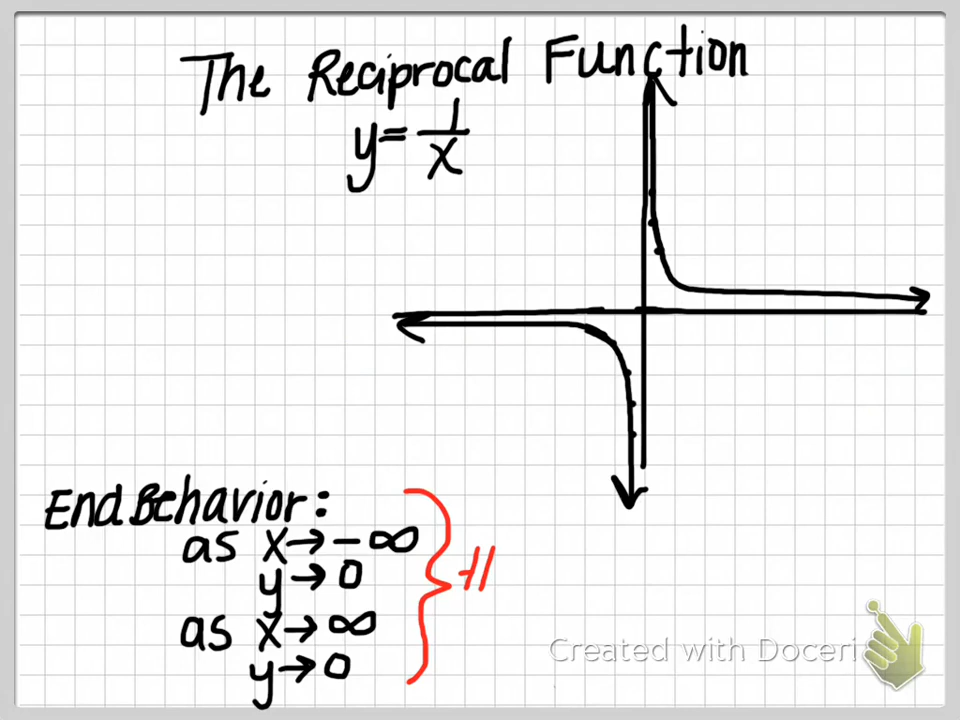 The Reciprocal Function
y = 1/x
End Behavior:
as x → -∞
y → 0
as x → ∞
y → 0
Created with Doceri